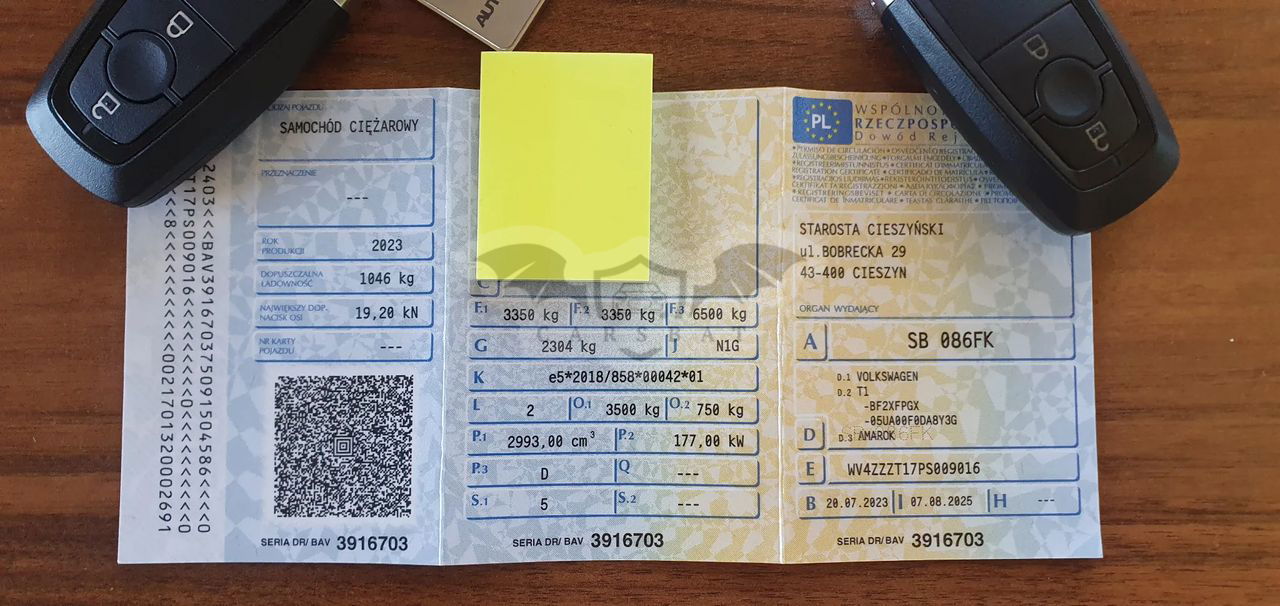 AUTO
RODZAJ POJAZDU
SAMOCHÓD CIĘŻAROWY
PRZEZNACZENIE
---
ROK PRODUKCJI 2023
DOPUSZCZALNA ŁADOWNOŚĆ 1046 kg
NAJWIĘKSZY DOP. NACISK OSI 19,20 kN
NR KARTY POJAZDU ---
SERIA DR/ BAV 3916703
C
F.1 3350 kg F.2 3350 kg F.3 6500 kg
CARSBAT
G 2304 kg J N1G
K e5*2018/858*00042*01
L 2 O.1 3500 kg O.2 750 kg
P.1 2993,00 cm³ P.2 177,00 kW
P.3 D Q ---
S.1 5 S.2 ---
SERIA DR/ BAV 3916703
PL
WSPÓLNO
RZECZPOSPO
Dowód Rej
STAROSTA CIESZYŃSKI
ul.BOBRECKA 29
43-400 CIESZYN
ORGAN WYDAJĄCY
A SB 086FK
D.1 VOLKSWAGEN
D.2 T1
-BF2XFPGX
-05UA00F0DA8Y3G
D D.3 AMAROK
E WV4ZZZT17PS009016
B 20.07.2023 I 07.08.2025 H ---
SERIA DR/ BAV 3916703